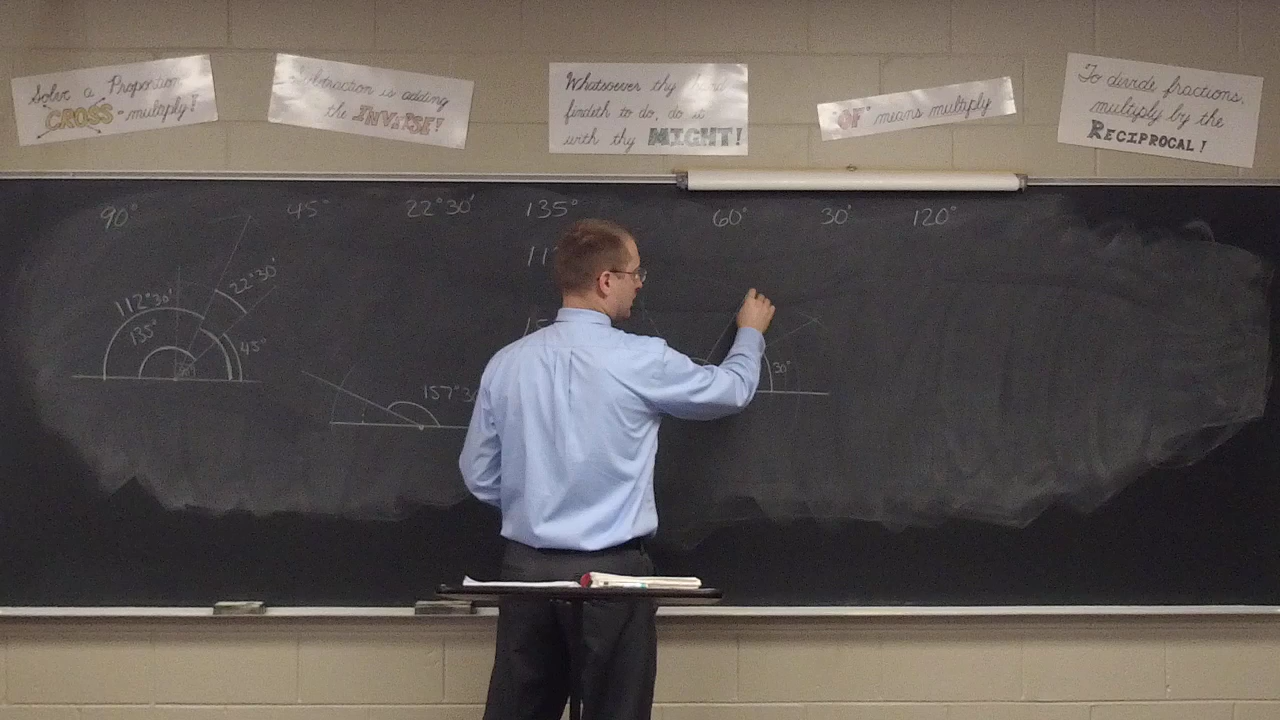 Solve a Proportion
CROSS-multiply!
Subtraction is adding
the INVERSE!
Whatsoever thy hand
findeth to do, do it
with thy MIGHT!
"OF" means multiply
To divide fractions,
multiply by the
RECIPROCAL!
90° 45° 22°30' 135° 60° 30° 120°
112°30'
22°30'
135°
45°
157°3
30°